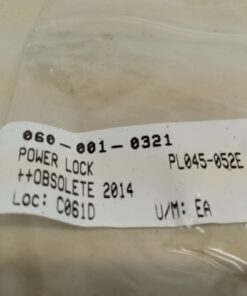 060-001-0321
POWER LOCK PL045-052E
++OBSOLETE 2014
Loc: C061D U/M: EA